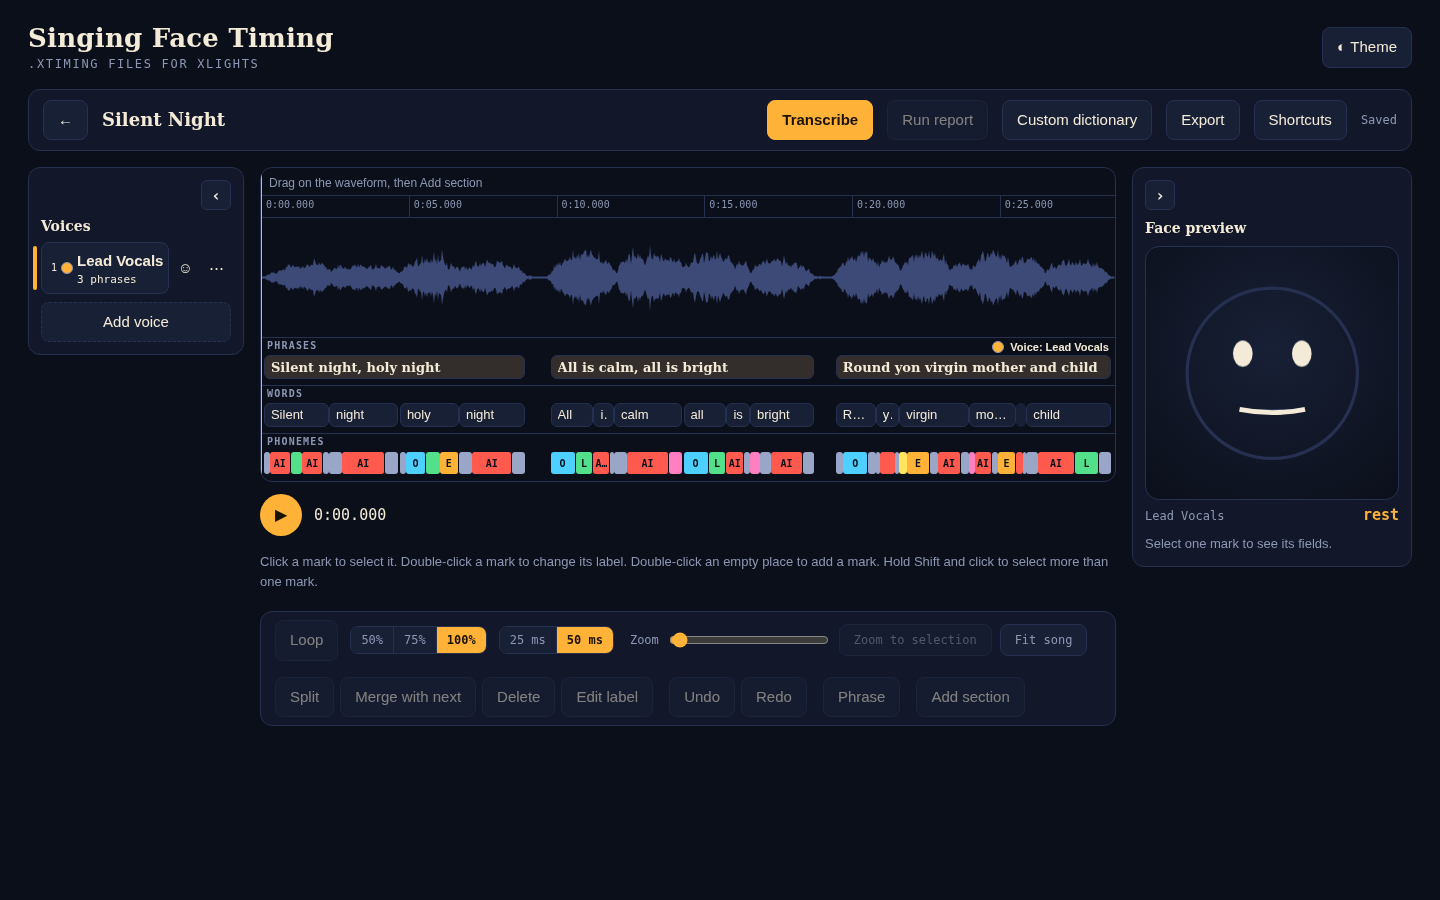 Singing Face Timing
.XTIMING FILES FOR XLIGHTS
Theme
← Silent Night
Transcribe
Run report
Custom dictionary
Export
Shortcuts
Saved
‹
Voices
1 Lead Vocals
3 phrases
☺ ⋯
Add voice
Drag on the waveform, then Add section
0:00.000 0:05.000 0:10.000 0:15.000 0:20.000 0:25.000
PHRASES
Voice: Lead Vocals
Silent night, holy night
All is calm, all is bright
Round yon virgin mother and child
WORDS
Silent night holy night All i. calm all is bright R… y. virgin mo… child
PHONEMES
AI AI AI O E AI O L A… AI O L AI AI O E AI AI E AI L
▶ 0:00.000
Click a mark to select it. Double-click a mark to change its label. Double-click an empty place to add a mark. Hold Shift and click to select more than
one mark.
Loop 50% 75% 100% 25 ms 50 ms Zoom Zoom to selection Fit song
Split Merge with next Delete Edit label Undo Redo Phrase Add section
›
Face preview
Lead Vocals rest
Select one mark to see its fields.